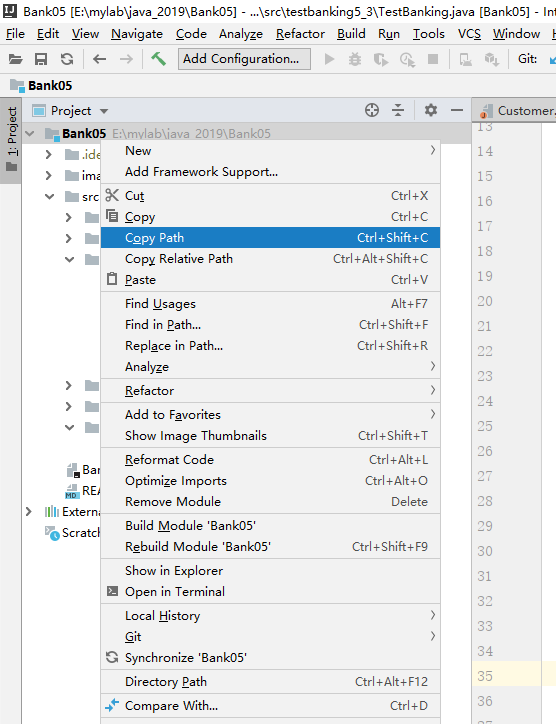 Bank05 [E:\mylab\java_2019\Bank05] - ...\src\testbanking5_3\TestBanking.java [Bank05] - Int
File Edit View Navigate Code Analyze Refactor Build Run Tools VCS Window H
Add Configuration... Git:
Bank05
1: Project
Project
Customer.
Bank05 E:\mylab\java_2019\Bank05
.ide
ima
src
Ban
REA
Externa
Scratch
New
Add Framework Support...
Cut Ctrl+X
Copy Ctrl+C
Copy Path Ctrl+Shift+C
Copy Relative Path Ctrl+Alt+Shift+C
Paste Ctrl+V
Find Usages Alt+F7
Find in Path... Ctrl+Shift+F
Replace in Path... Ctrl+Shift+R
Analyze
Refactor
Add to Favorites
Show Image Thumbnails Ctrl+Shift+T
Reformat Code Ctrl+Alt+L
Optimize Imports Ctrl+Alt+O
Remove Module Delete
Build Module 'Bank05'
Rebuild Module 'Bank05' Ctrl+Shift+F9
Show in Explorer
Open in Terminal
Local History
Git
Synchronize 'Bank05'
Directory Path Ctrl+Alt+F12
Compare With... Ctrl+D
13
14
15
16
17
18
19
20
21
22
23
24
25
26
27
28
29
30
31
32
33
34
35
36